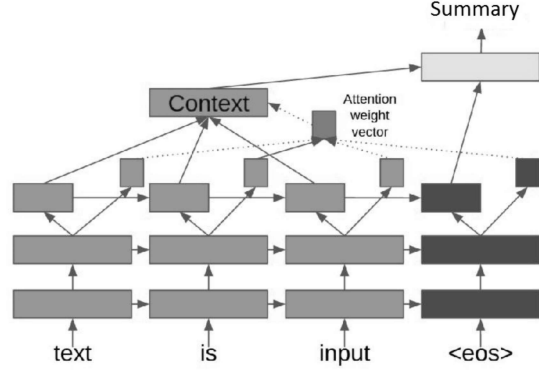 Summary
Context
Attention
weight
vector
text
is
input
<eos>